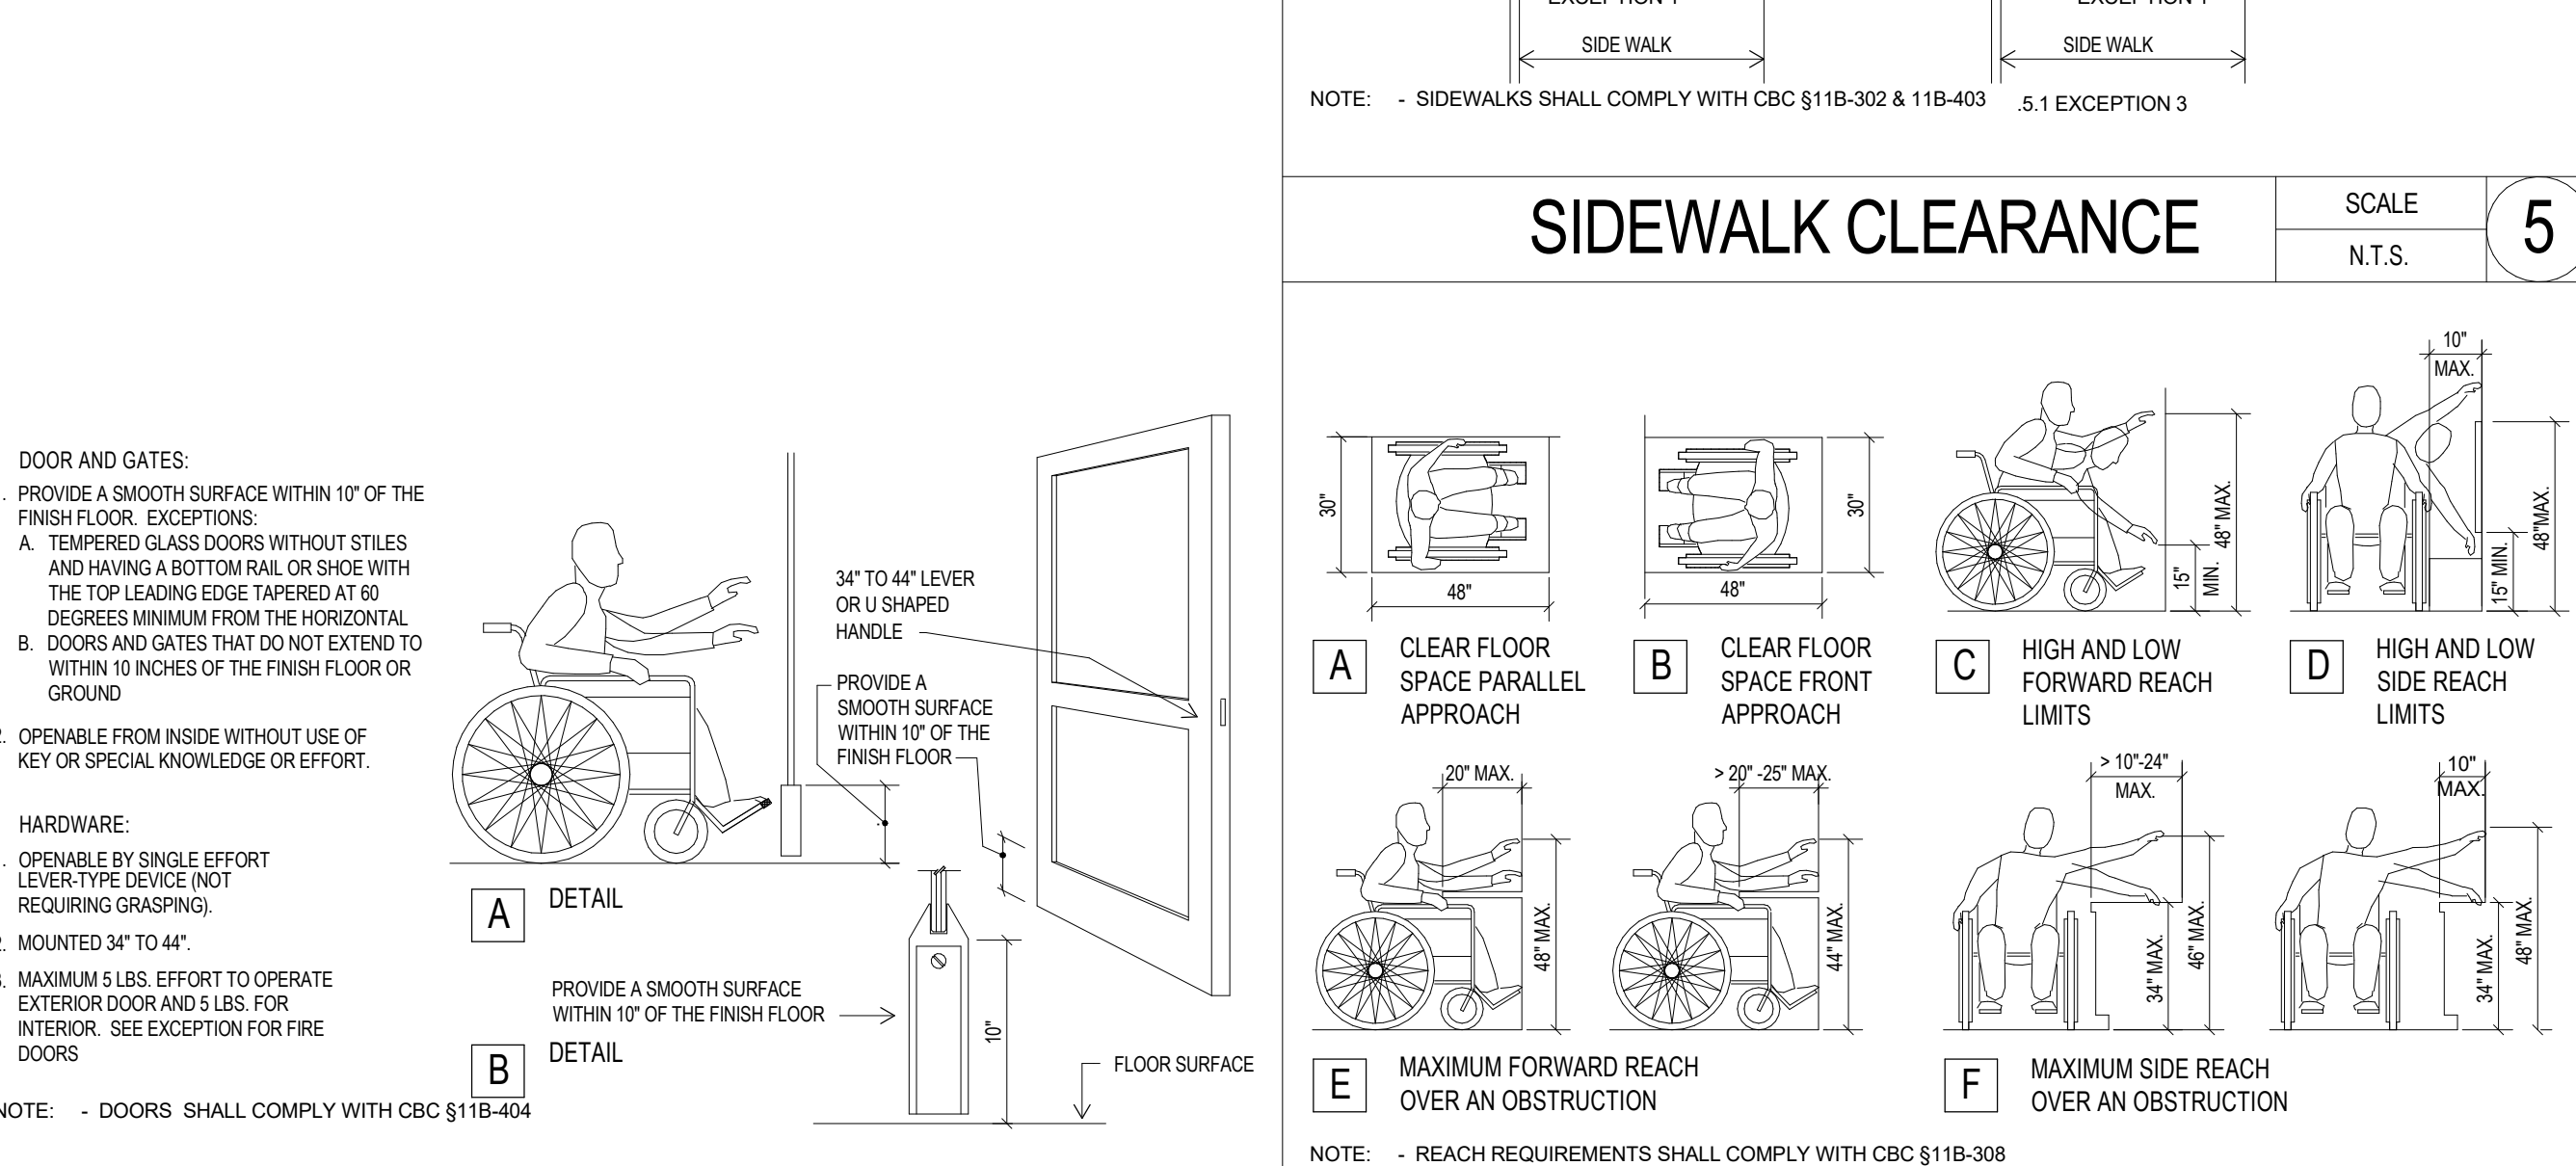 SIDE WALK
SIDE WALK
NOTE: - SIDEWALKS SHALL COMPLY WITH CBC §11B-302 & 11B-403 .5.1 EXCEPTION 3
SIDEWALK CLEARANCE
SCALE
N.T.S.
5
DOOR AND GATES:
PROVIDE A SMOOTH SURFACE WITHIN 10" OF THE
FINISH FLOOR. EXCEPTIONS:
A. TEMPERED GLASS DOORS WITHOUT STILES
AND HAVING A BOTTOM RAIL OR SHOE WITH
THE TOP LEADING EDGE TAPERED AT 60
DEGREES MINIMUM FROM THE HORIZONTAL
B. DOORS AND GATES THAT DO NOT EXTEND TO
WITHIN 10 INCHES OF THE FINISH FLOOR OR
GROUND
2. OPENABLE FROM INSIDE WITHOUT USE OF
KEY OR SPECIAL KNOWLEDGE OR EFFORT.
HARDWARE:
OPENABLE BY SINGLE EFFORT
LEVER-TYPE DEVICE (NOT
REQUIRING GRASPING).
2. MOUNTED 34" TO 44".
3. MAXIMUM 5 LBS. EFFORT TO OPERATE
EXTERIOR DOOR AND 5 LBS. FOR
INTERIOR. SEE EXCEPTION FOR FIRE
DOORS
NOTE: - DOORS SHALL COMPLY WITH CBC §11B-404
34" TO 44" LEVER
OR U SHAPED
HANDLE
PROVIDE A
SMOOTH SURFACE
WITHIN 10" OF THE
FINISH FLOOR
A DETAIL
PROVIDE A SMOOTH SURFACE
WITHIN 10" OF THE FINISH FLOOR
B DETAIL
10"
FLOOR SURFACE
30"
48"
A CLEAR FLOOR
SPACE PARALLEL
APPROACH
30"
48"
B CLEAR FLOOR
SPACE FRONT
APPROACH
48" MAX.
15"
MIN.
C HIGH AND LOW
FORWARD REACH
LIMITS
10"
MAX.
48"MAX.
15" MIN.
D HIGH AND LOW
SIDE REACH
LIMITS
20" MAX.
48" MAX.
> 20" -25" MAX.
44" MAX.
E MAXIMUM FORWARD REACH
OVER AN OBSTRUCTION
> 10"-24"
MAX.
34" MAX.
46" MAX.
10"
MAX.
34" MAX.
48" MAX.
F MAXIMUM SIDE REACH
OVER AN OBSTRUCTION
NOTE: - REACH REQUIREMENTS SHALL COMPLY WITH CBC §11B-308